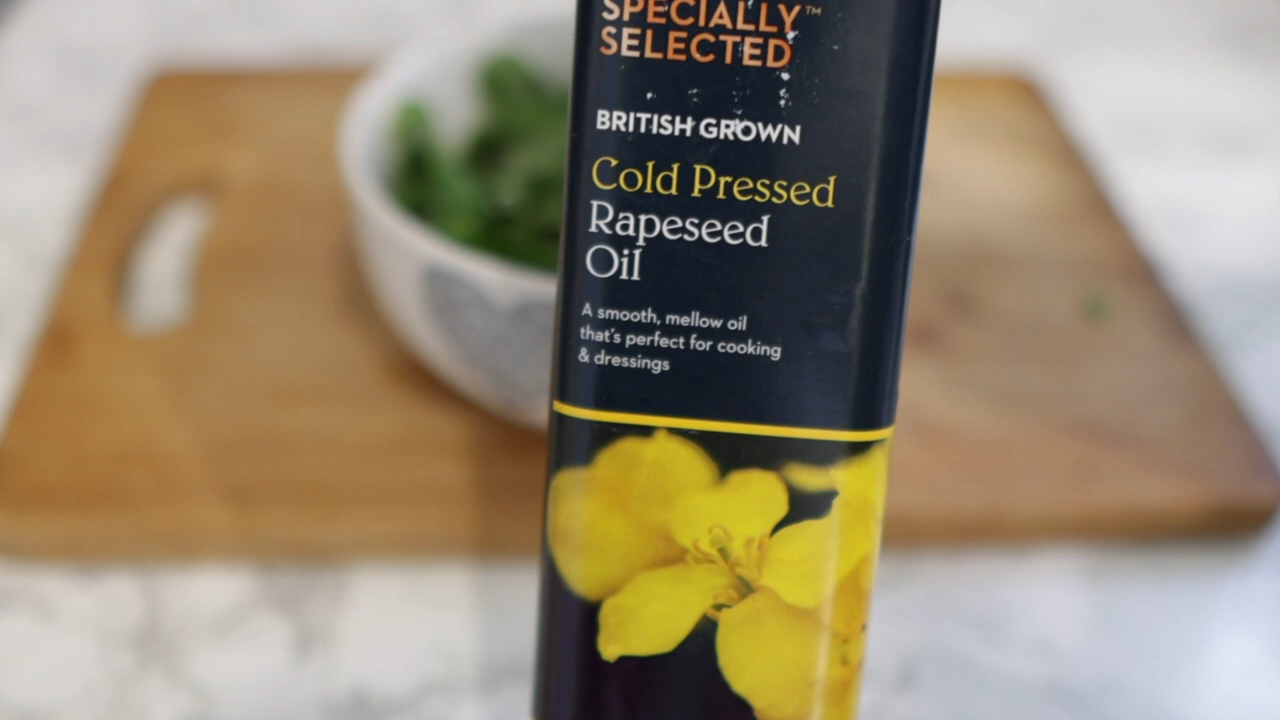 SPECIALLY™
SELECTED
BRITISH GROWN
Cold Pressed
Rapeseed
Oil
A smooth, mellow oil
that's perfect for cooking
& dressings